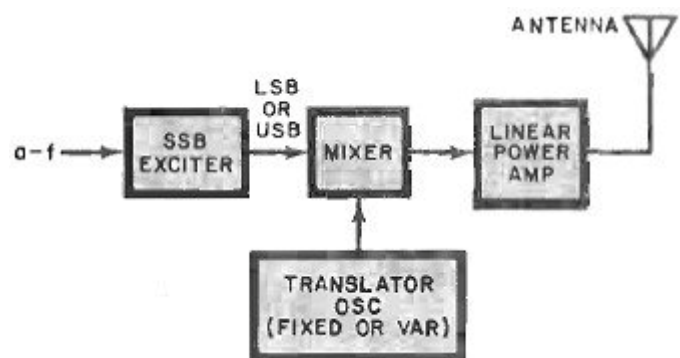 ANTENNA
LSB
OR
USB
a-f
SSB
EXCITER
MIXER
LINEAR
POWER
AMP
TRANSLATOR
OSC
(FIXED OR VAR)